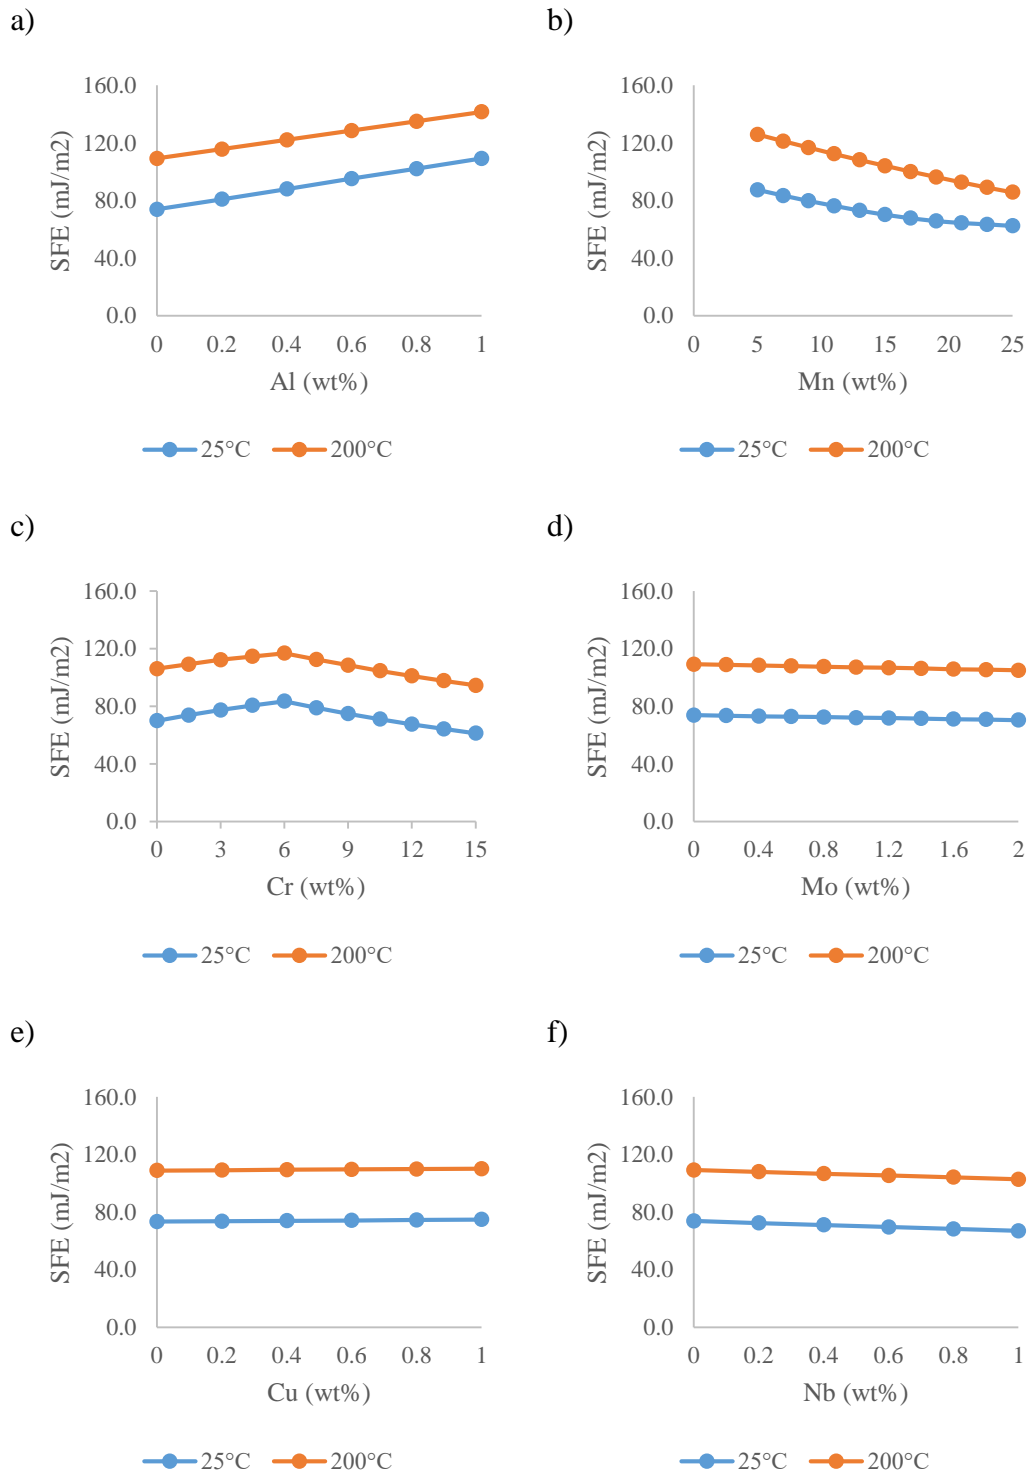 a)
160.0
120.0
80.0
40.0
0.0
SFE (mJ/m2)
0 0.2 0.4 0.6 0.8 1
Al (wt%)
25°C 200°C
b)
160.0
120.0
80.0
40.0
0.0
SFE (mJ/m2)
0 5 10 15 20 25
Mn (wt%)
25°C 200°C
c)
160.0
120.0
80.0
40.0
0.0
SFE (mJ/m2)
0 3 6 9 12 15
Cr (wt%)
25°C 200°C
d)
160.0
120.0
80.0
40.0
0.0
SFE (mJ/m2)
0 0.4 0.8 1.2 1.6 2
Mo (wt%)
25°C 200°C
e)
160.0
120.0
80.0
40.0
0.0
SFE (mJ/m2)
0 0.2 0.4 0.6 0.8 1
Cu (wt%)
25°C 200°C
f)
160.0
120.0
80.0
40.0
0.0
SFE (mJ/m2)
0 0.2 0.4 0.6 0.8 1
Nb (wt%)
25°C 200°C